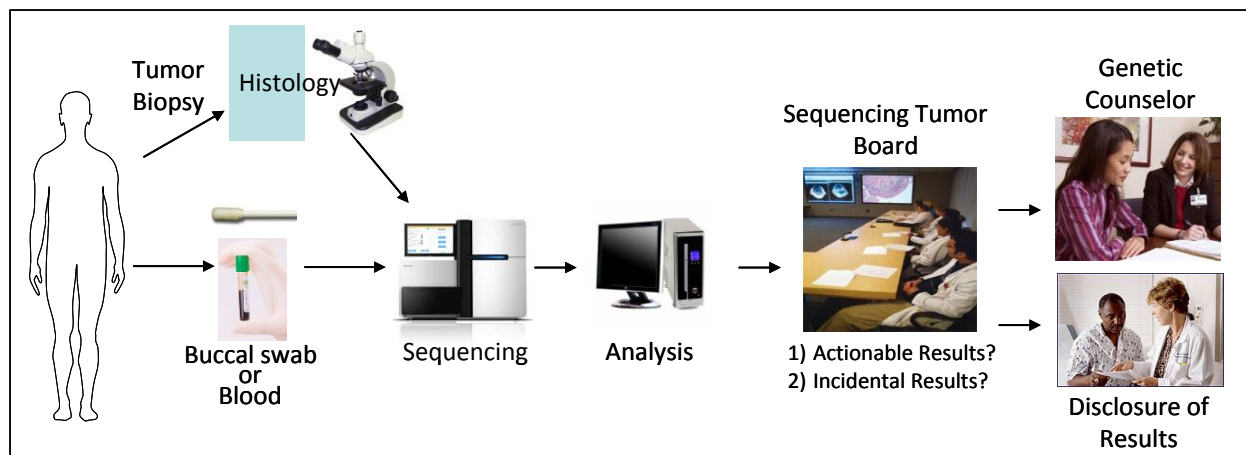 Tumor
Biopsy
Histology
Buccal swab
or
Blood
Sequencing
Analysis
Sequencing Tumor
Board
1) Actionable Results?
2) Incidental Results?
Genetic
Counselor
Disclosure of
Results